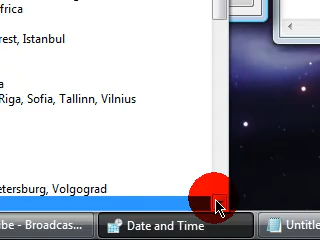 frica
rest, Istanbul
a
Riga, Sofia, Tallinn, Vilnius
etersburg, Volgograd
be - Broadcas...
Date and Time
Untitle